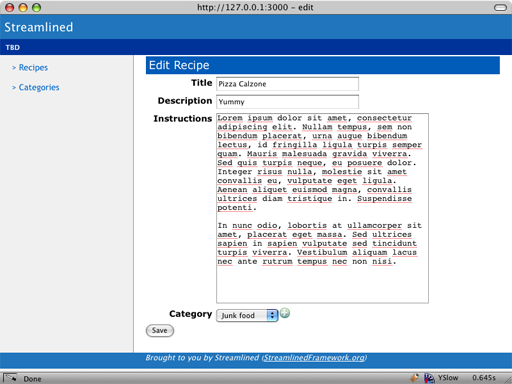 http://127.0.0.1:3000 - edit
Streamlined
TBD
> Recipes
> Categories
Edit Recipe
Title Pizza Calzone
Description Yummy
Instructions Lorem ipsum dolor sit amet, consectetur
adipiscing elit. Nullam tempus, sem non
bibendum placerat, urna augue bibendum
lectus, id fringilla ligula turpis semper
quam. Mauris malesuada gravida viverra.
Sed quis turpis neque, eu posuere dolor.
Integer risus nulla, molestie sit amet
convallis eu, vulputate eget ligula.
Aenean aliquet euismod magna, convallis
ultrices diam tristique in. Suspendisse
potenti.
In nunc odio, lobortis at ullamcorper sit
amet, placerat eget massa. Sed ultrices
sapien in sapien vulputate sed tincidunt
turpis viverra. Vestibulum aliquam lacus
nec ante rutrum tempus nec non nisi.
Category Junk food
Save
Brought to you by Streamlined (StreamlinedFramework.org)
Done YSlow 0.645s